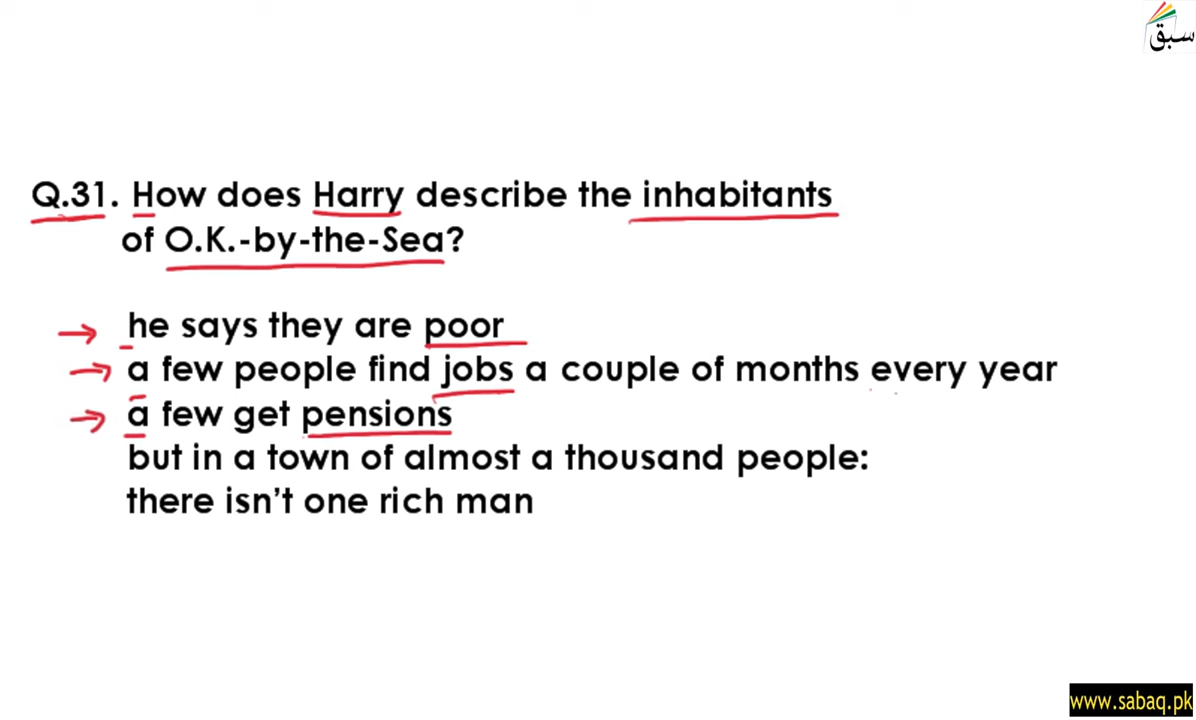 سبق
Q.31. How does Harry describe the inhabitants
of O.K.-by-the-Sea?
he says they are poor
a few people find jobs a couple of months every year
a few get pensions
but in a town of almost a thousand people:
there isn't one rich man
www.sabaq.pk